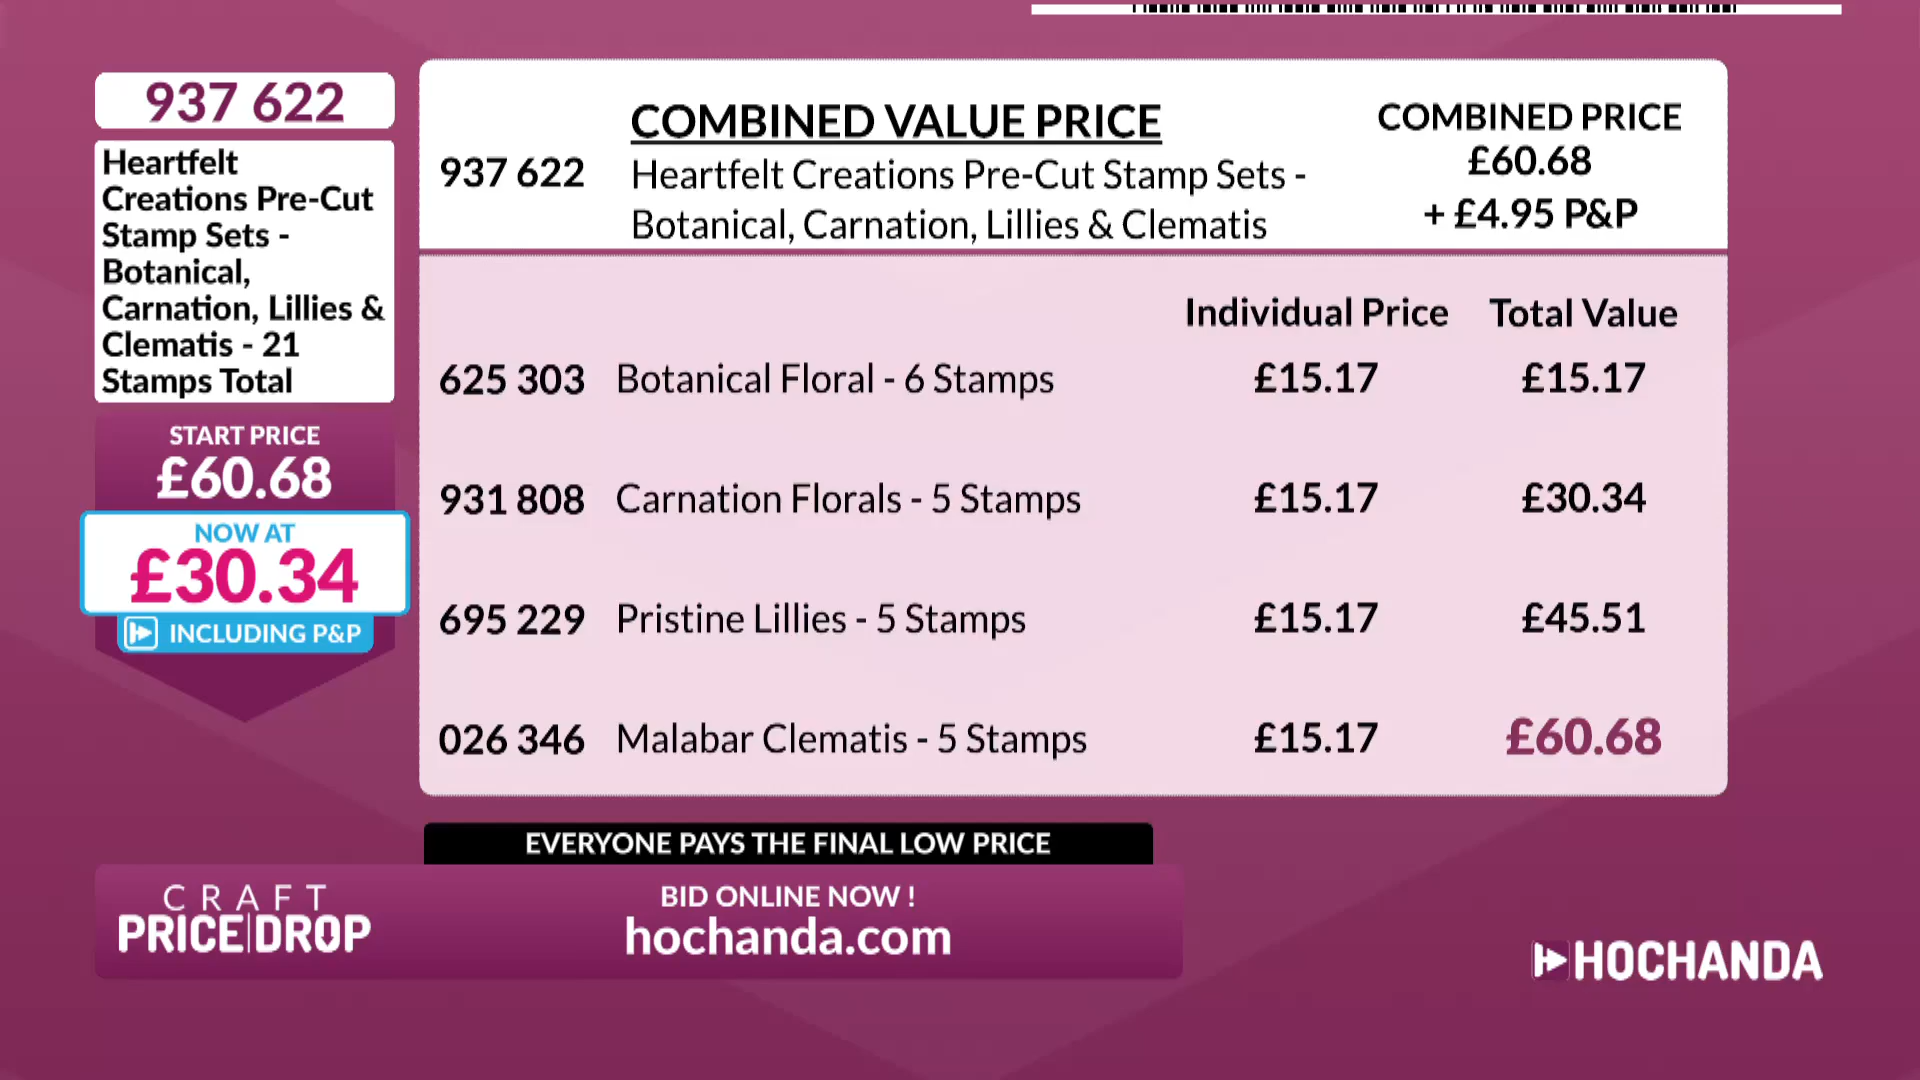 937 622
Heartfelt
Creations Pre-Cut
Stamp Sets -
Botanical,
Carnation, Lillies &
Clematis - 21
Stamps Total
START PRICE
£60.68
NOW AT
£30.34
INCLUDING P&P
COMBINED VALUE PRICE
937 622 Heartfelt Creations Pre-Cut Stamp Sets -
Botanical, Carnation, Lillies & Clematis
COMBINED PRICE
£60.68
+ £4.95 P&P
Individual Price Total Value
625 303 Botanical Floral - 6 Stamps £15.17 £15.17
931 808 Carnation Florals - 5 Stamps £15.17 £30.34
695 229 Pristine Lillies - 5 Stamps £15.17 £45.51
026 346 Malabar Clematis - 5 Stamps £15.17 £60.68
EVERYONE PAYS THE FINAL LOW PRICE
CRAFT
PRICE DROP
BID ONLINE NOW !
hochanda.com
HOCHANDA